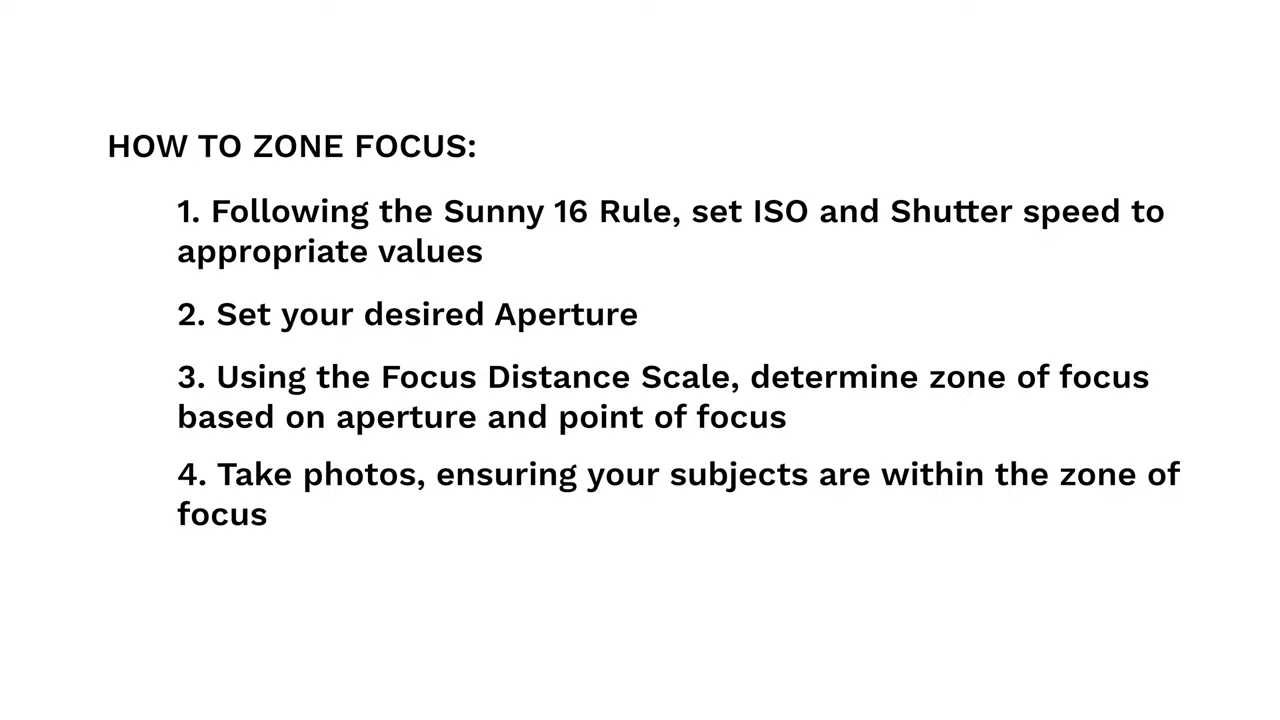 HOW TO ZONE FOCUS:
1. Following the Sunny 16 Rule, set ISO and Shutter speed to
appropriate values
2. Set your desired Aperture
3. Using the Focus Distance Scale, determine zone of focus
based on aperture and point of focus
4. Take photos, ensuring your subjects are within the zone of
focus